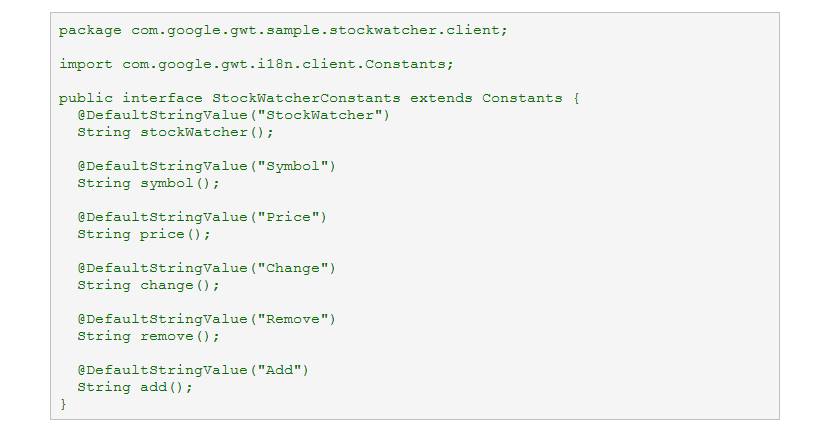 package com.google.gwt.sample.stockwatcher.client;
import com.google.gwt.i18n.client.Constants;
public interface StockWatcherConstants extends Constants {
@DefaultStringValue("StockWatcher")
String stockWatcher();
@DefaultStringValue("Symbol")
String symbol();
@DefaultStringValue("Price")
String price();
@DefaultStringValue("Change")
String change();
@DefaultStringValue("Remove")
String remove();
@DefaultStringValue("Add")
String add();
}